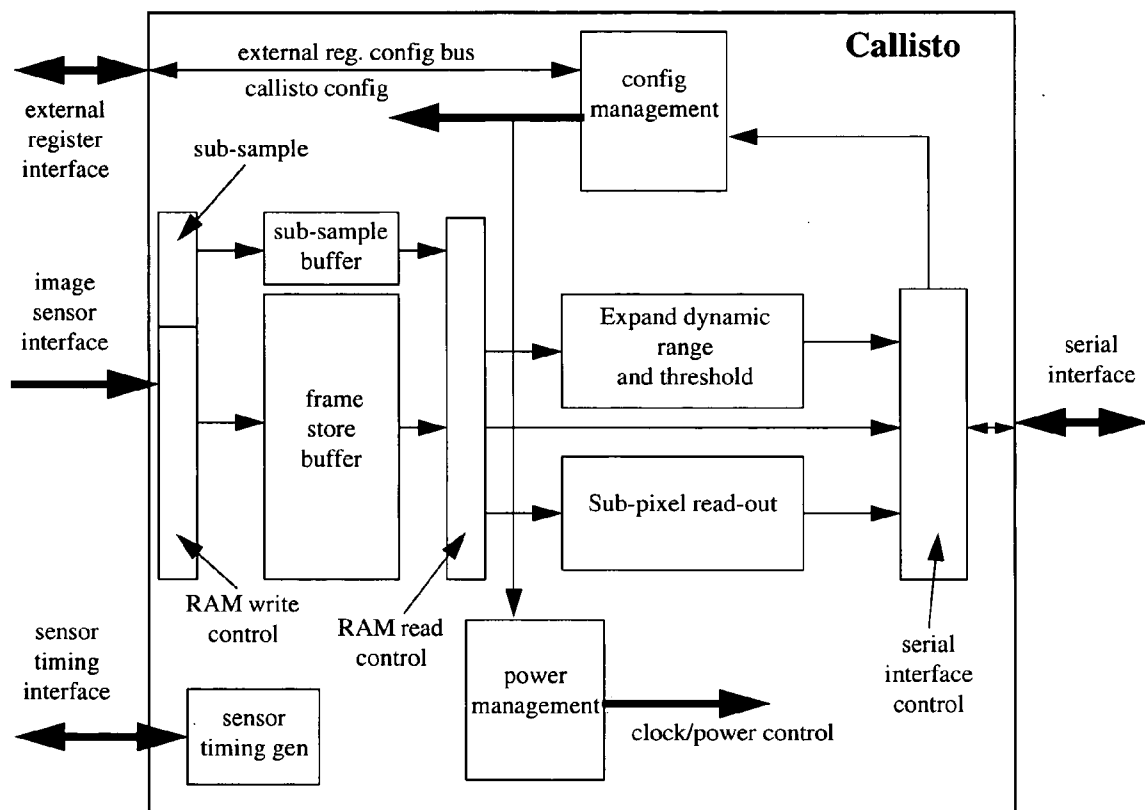 Callisto
external reg. config bus
callisto config
config
management
external
register
interface
sub-sample
sub-sample
buffer
image
sensor
interface
Expand dynamic
range
and threshold
serial
interface
frame
store
buffer
Sub-pixel read-out
RAM write
control
RAM read
control
sensor
timing
interface
power
management
serial
interface
control
sensor
timing gen
clock/power control